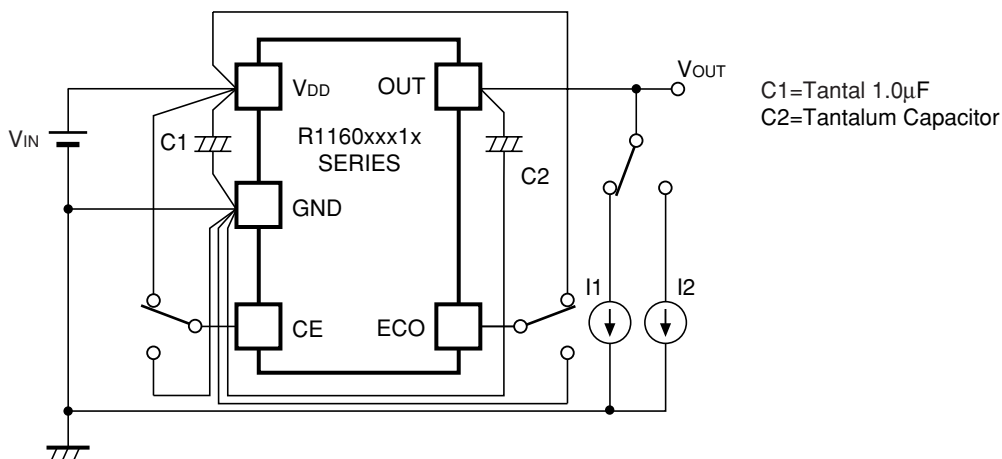 VDD
OUT
VOUT
C1=Tantal 1.0μF
C2=Tantalum Capacitor
VIN
C1
R1160xxx1x
SERIES
C2
GND
I1
I2
CE
ECO